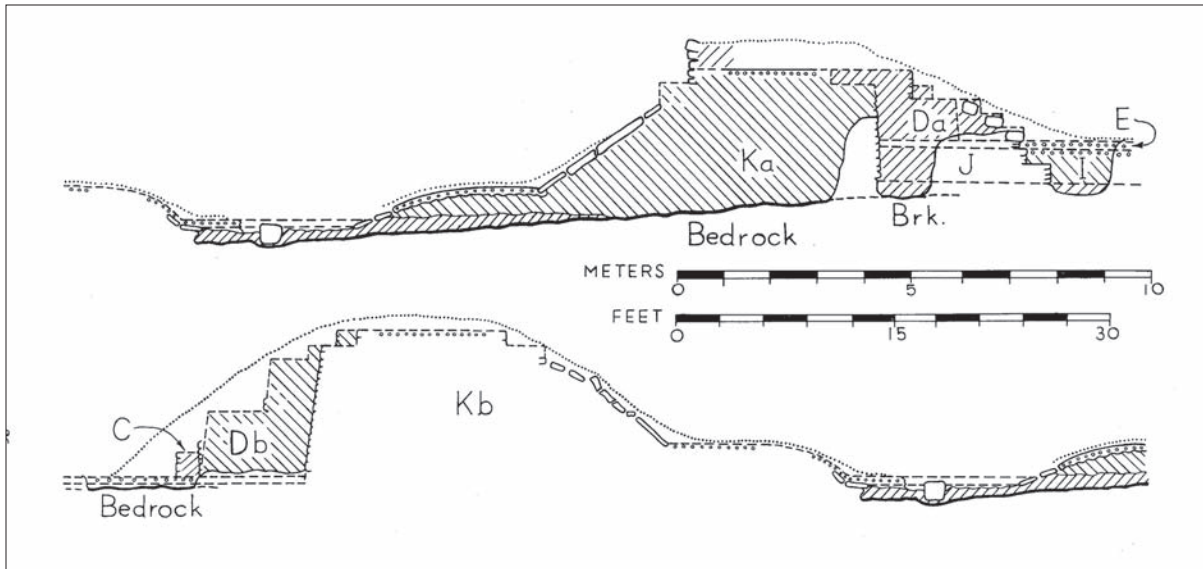 E
Da
Ka
J
I
Brk.
Bedrock
METERS
0 5 10
FEET
0 15 30
Kb
C
Db
Bedrock